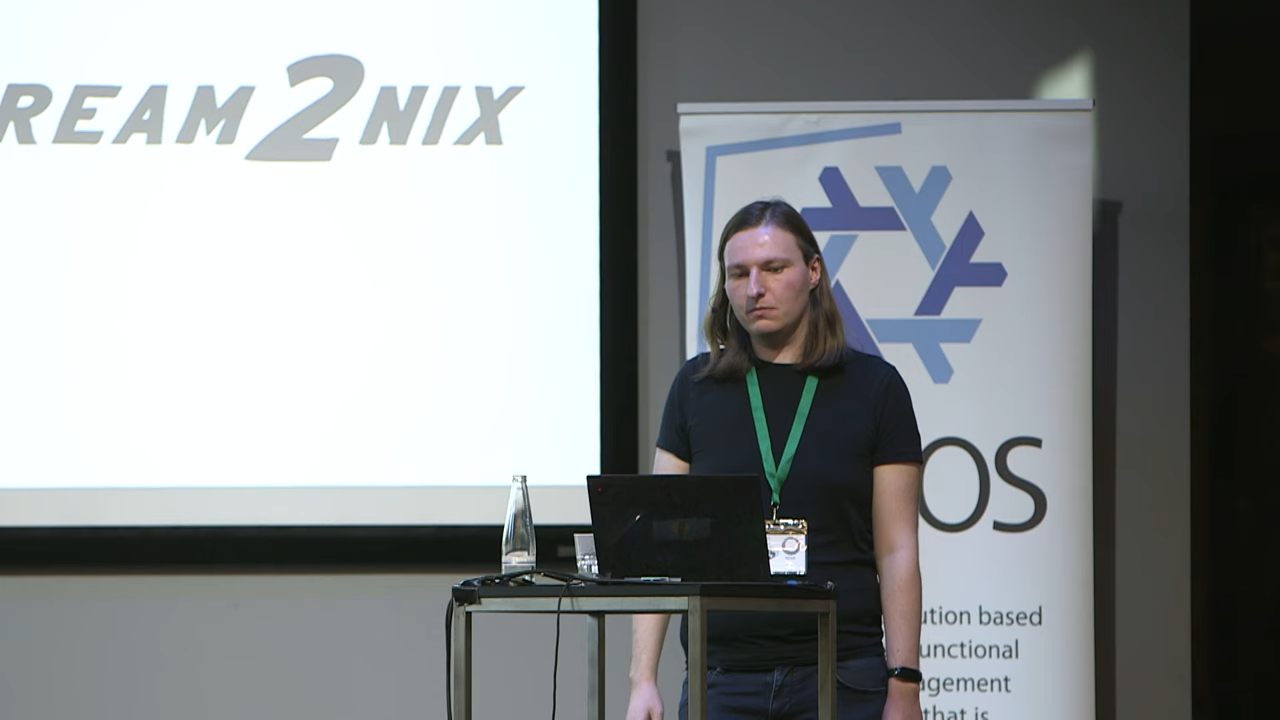 REAM2NIX
OS
ution based
unctional
agement
that is